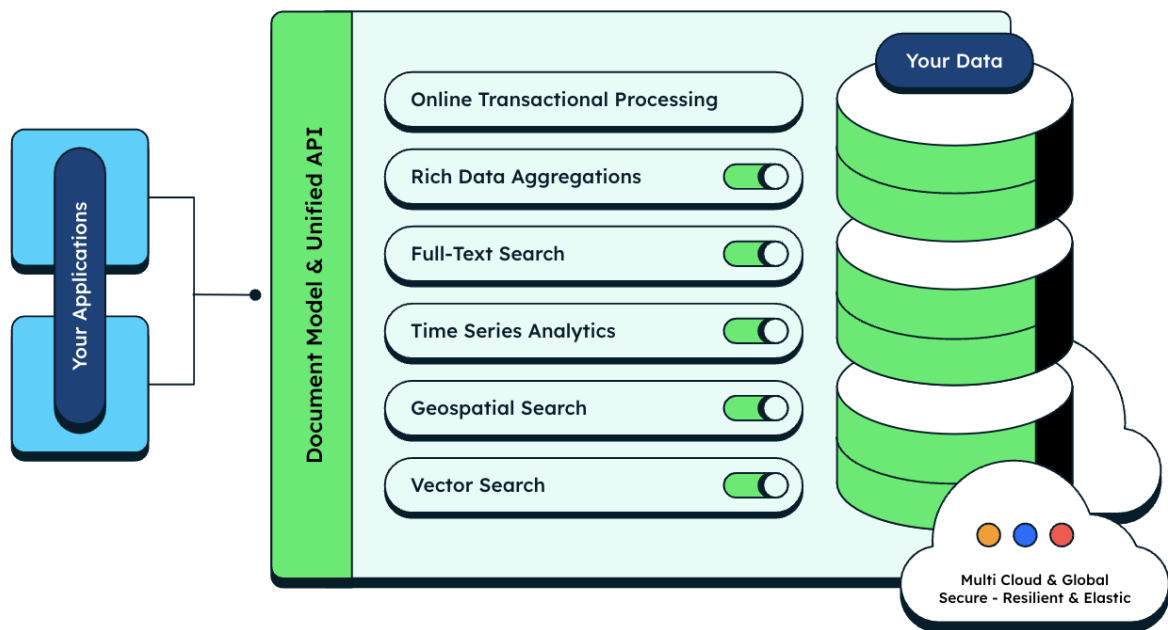 Your Applications
Document Model & Unified API
Online Transactional Processing
Rich Data Aggregations
Full-Text Search
Time Series Analytics
Geospatial Search
Vector Search
Your Data
Multi Cloud & Global
Secure - Resilient & Elastic